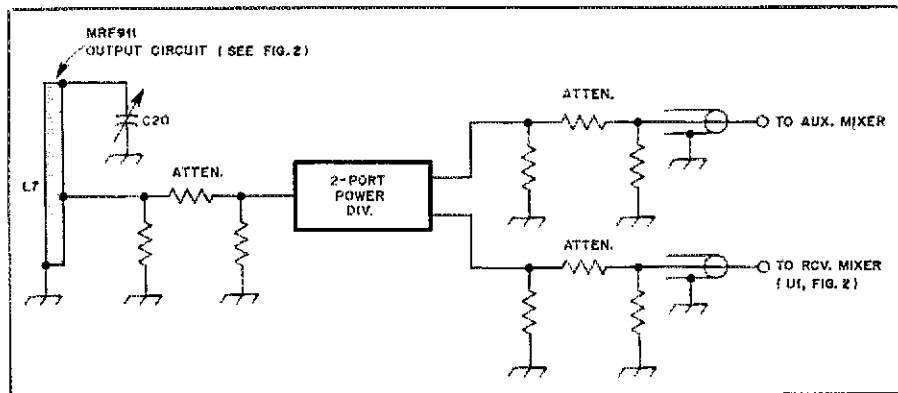 MRF911
OUTPUT CIRCUIT (SEE FIG. 2)
C20
L7
ATTEN.
2-PORT
POWER
DIV.
ATTEN.
TO AUX. MIXER
ATTEN.
TO RCV. MIXER
(U1, FIG. 2)